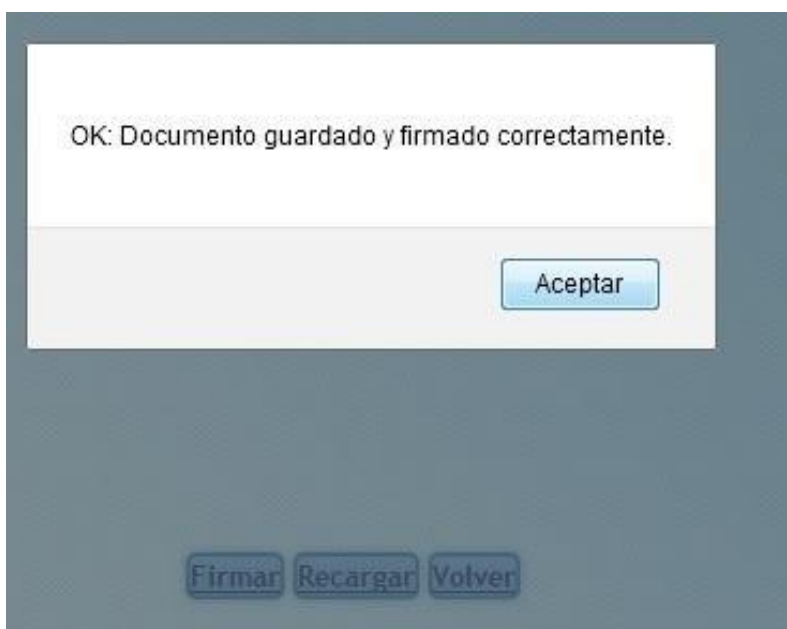 OK: Documento guardado y firmado correctamente.
Aceptar
Firmar Recargar Volver